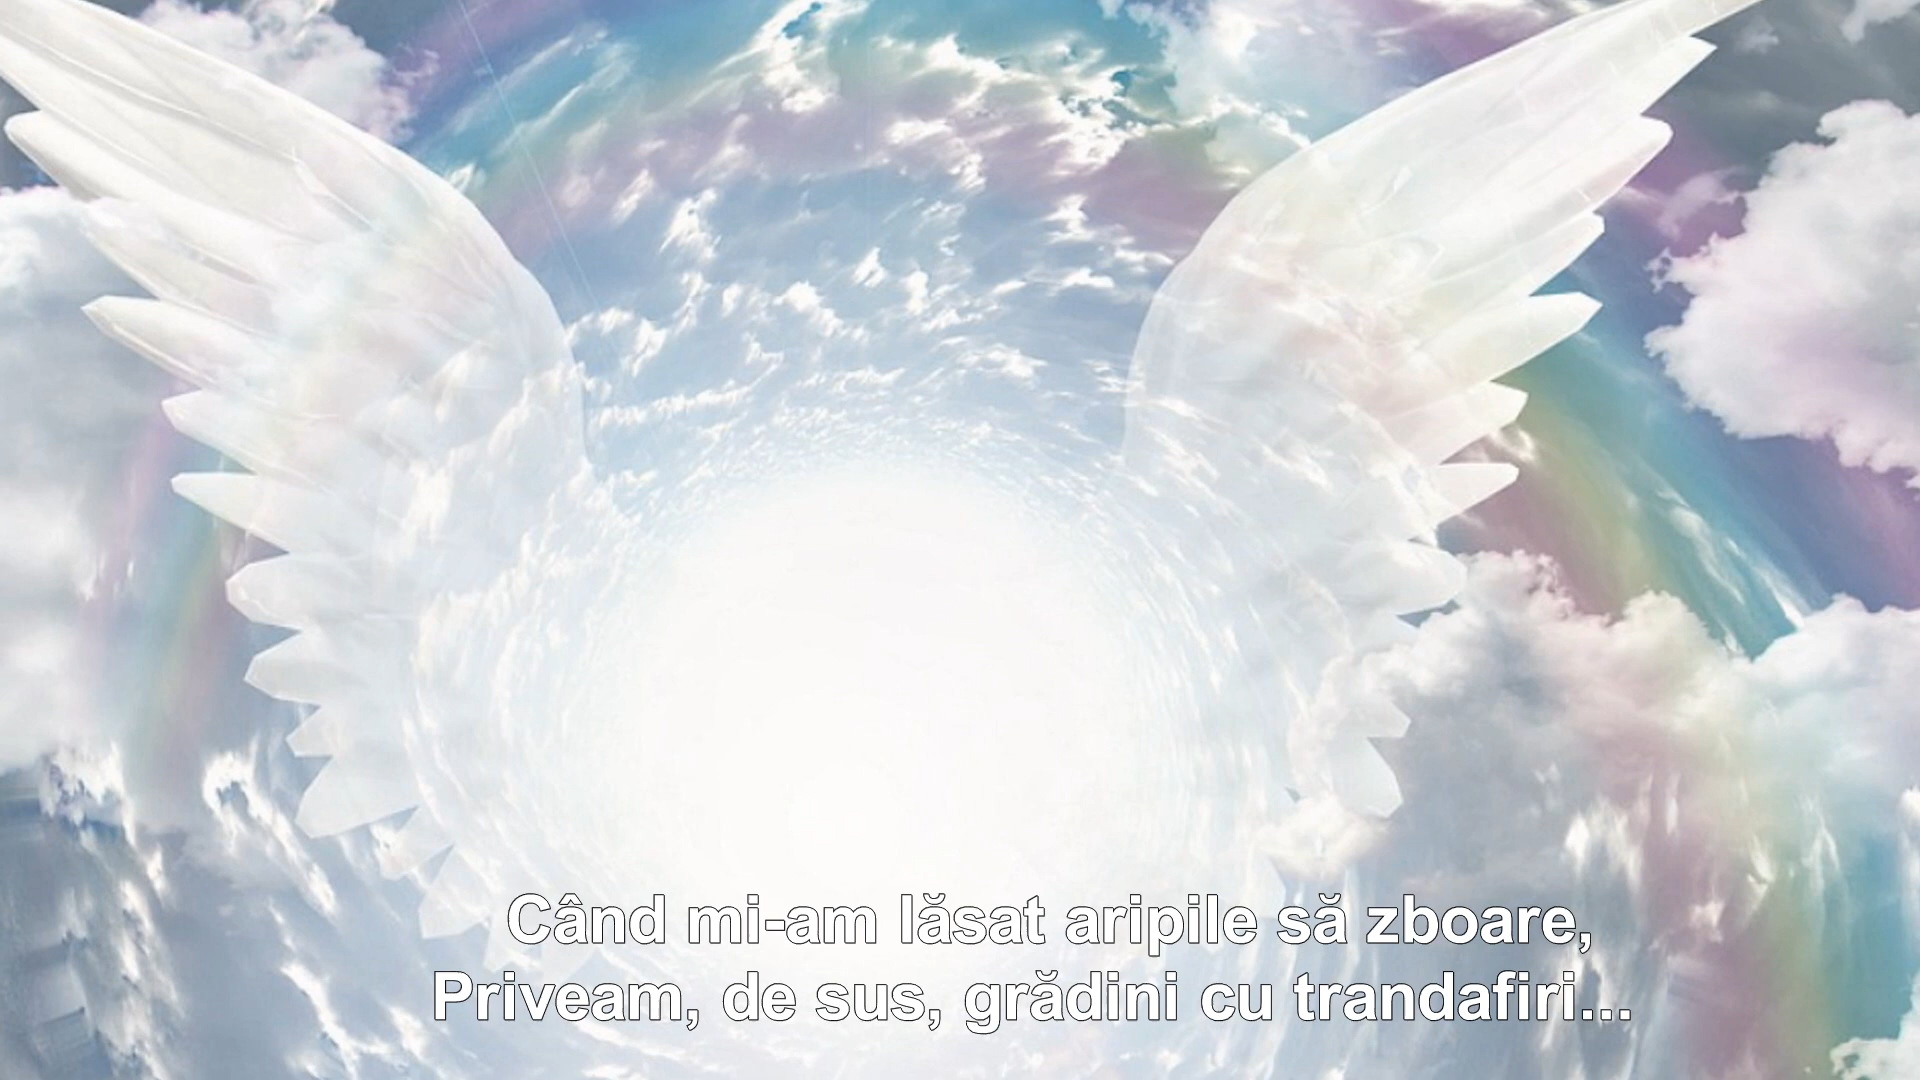 Când mi-am lăsat aripile să zboare,
Priveam, de sus, grădini cu trandafiri...